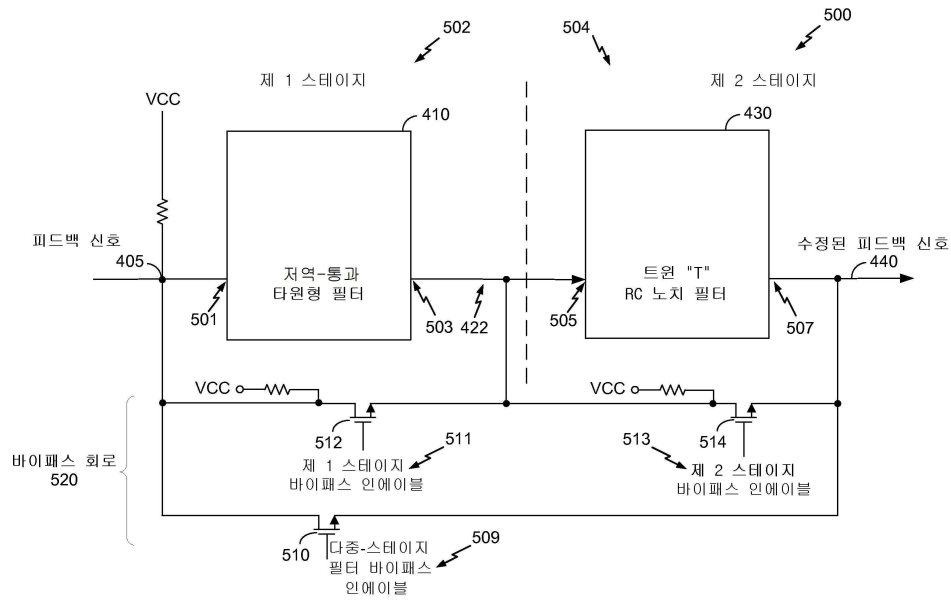 502
504
500
제 1 스테이지
제 2 스테이지
VCC
410
430
피드백 신호
405
수정된 피드백 신호
440
저역-통과
타원형 필터
트윈 "T"
RC 노치 필터
501
503
422
505
507
VCC
VCC
512
511
513
514
제 1 스테이지
바이패스 인에이블
제 2 스테이지
바이패스 인에이블
바이패스 회로
520
510
509
다중-스테이지
필터 바이패스
인에이블